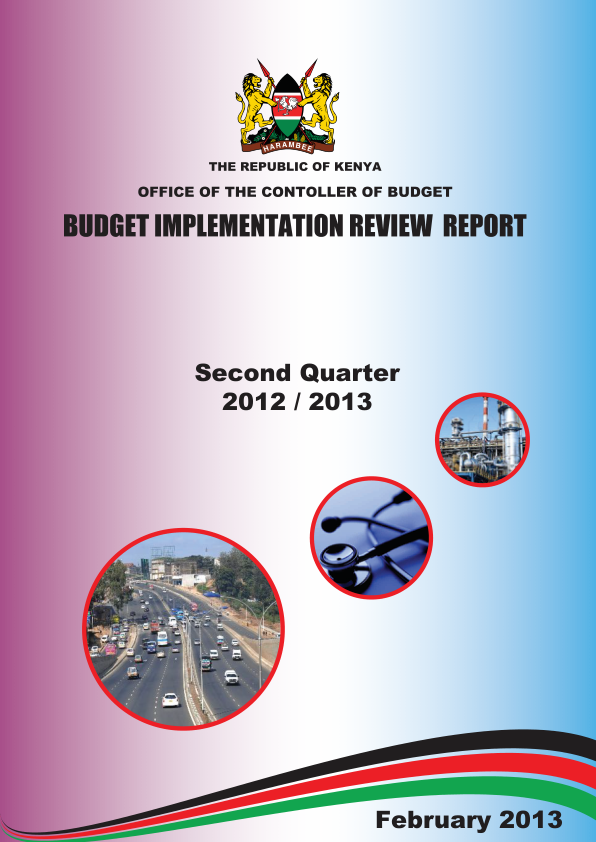 HARAMBEE
THE REPUBLIC OF KENYA
OFFICE OF THE CONTOLLER OF BUDGET
BUDGET IMPLEMENTATION REVIEW REPORT
Second Quarter
2012 / 2013
February 2013